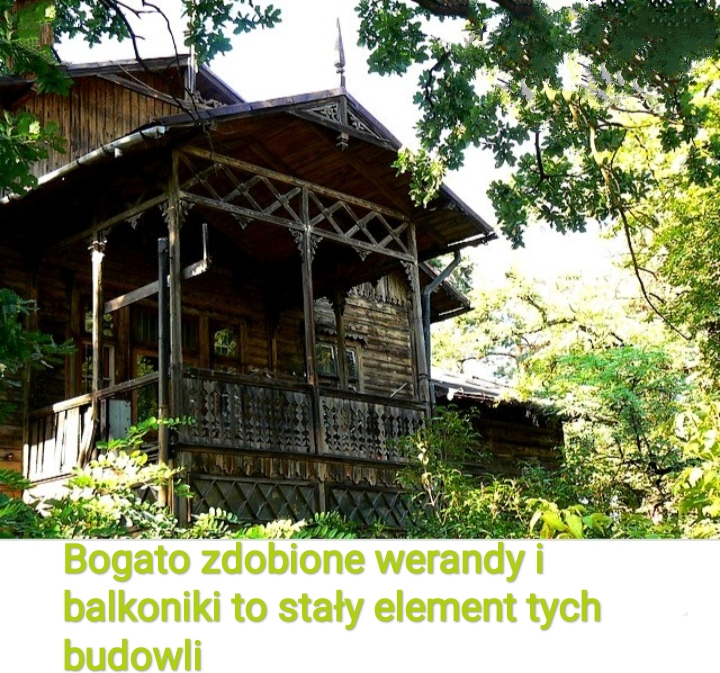 Bogato zdobione werandy i
balkoniki to stały element tych
budowli